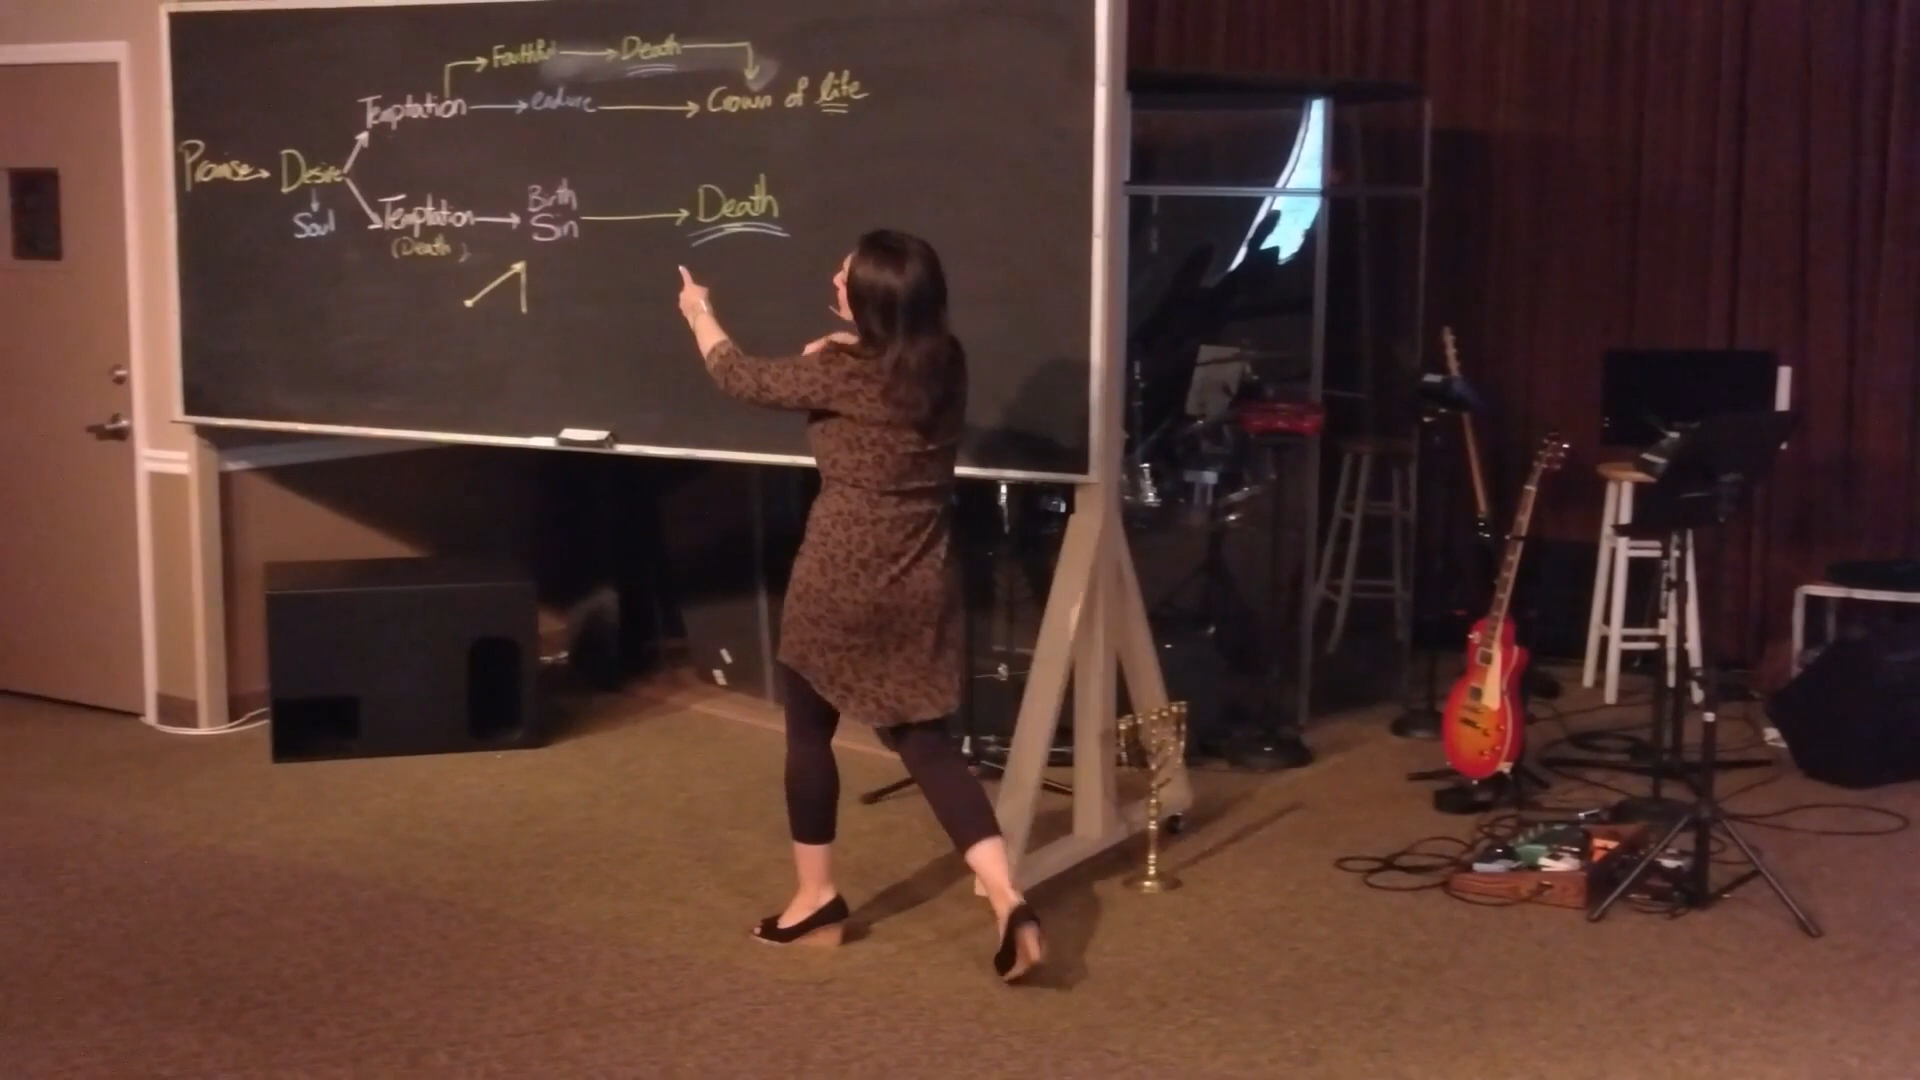 Faithful → Death
Temptation → endure → Crown of life
Promise → Desire
Soul
Temptation → Birth Sin → Death
(Death)